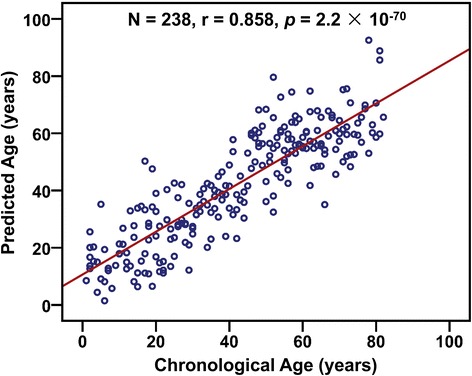 N = 238, r = 0.858, p = 2.2 × 10-70
100
80
60
40
20
0
Predicted Age (years)
0 20 40 60 80 100
Chronological Age (years)